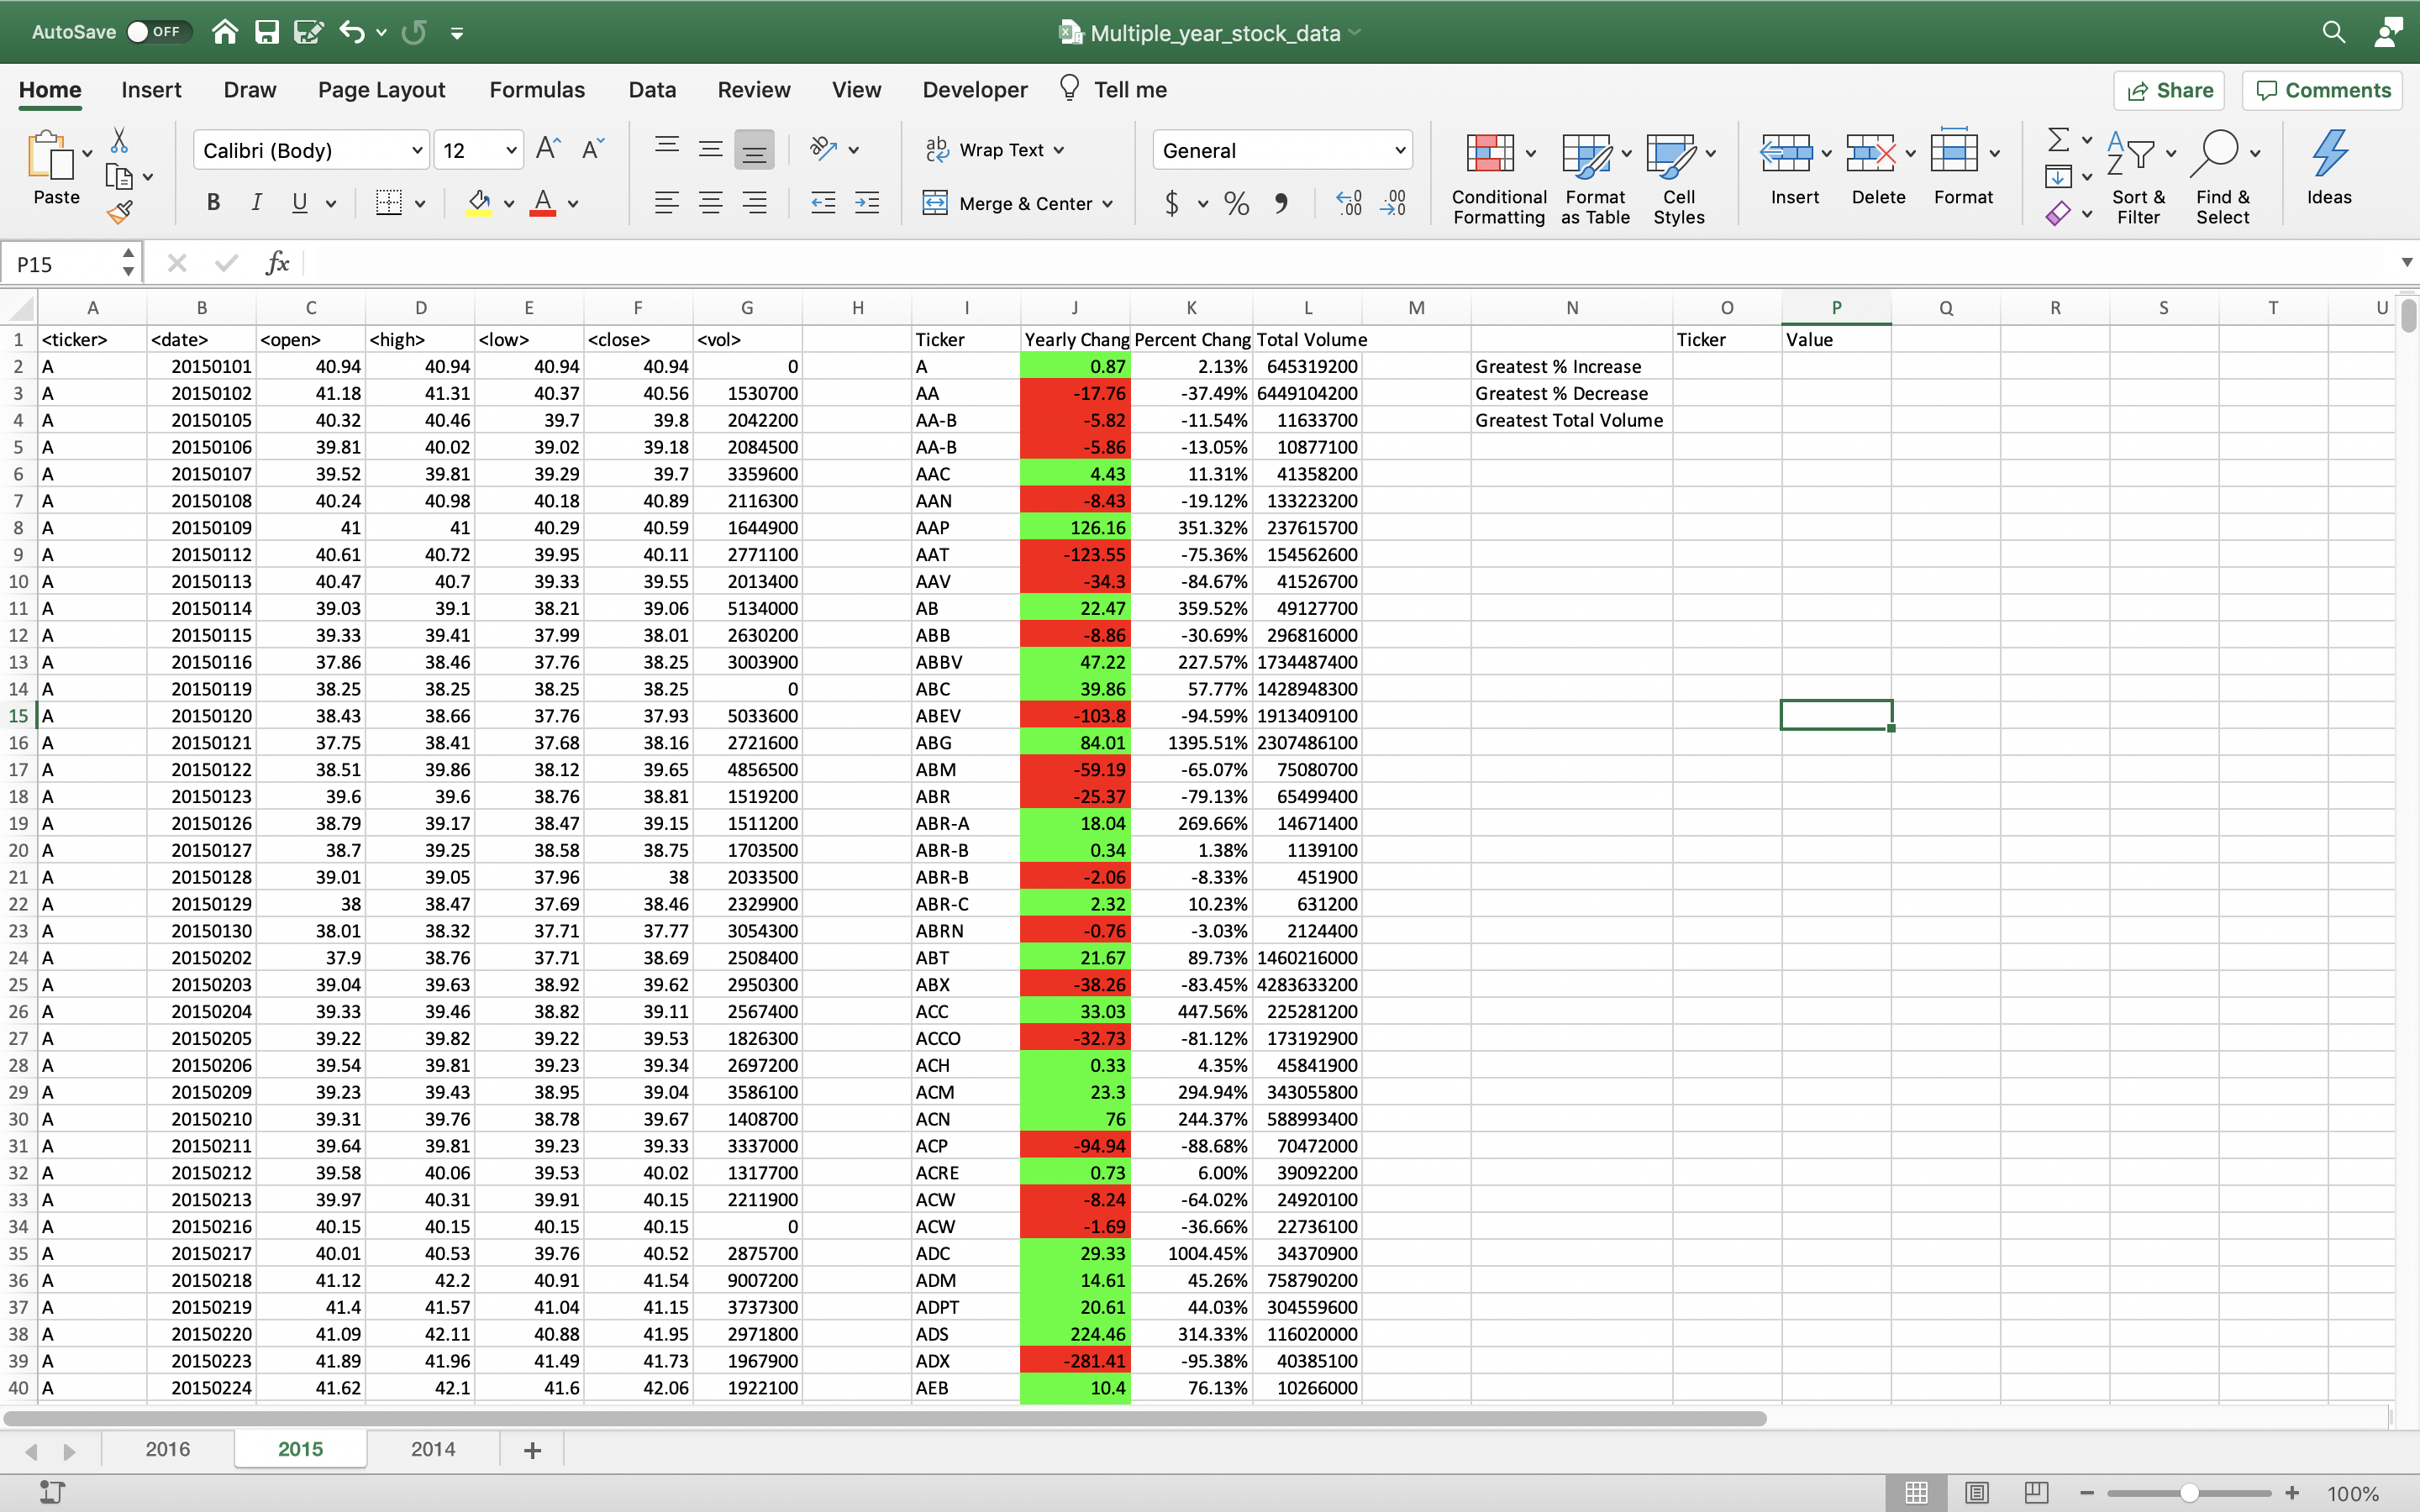 AutoSave OFF Multiple_year_stock_data
Home Insert Draw Page Layout Formulas Data Review View Developer Tell me Share Comments
Paste Calibri (Body) 12 Wrap Text General Conditional Formatting Format as Table Cell Styles Insert Delete Format Sort & Filter Find & Select Ideas
B I U A Merge & Center $ %
P15 fx
A B C D E F G H I J K L M N O P Q R S T U
1 <ticker> <date> <open> <high> <low> <close> <vol> Ticker Yearly Chang Percent Chang Total Volume Ticker Value
2 A 20150101 40.94 40.94 40.94 40.94 0 A 0.87 2.13% 645319200 Greatest % Increase
3 A 20150102 41.18 41.31 40.37 40.56 1530700 AA -17.76 -37.49% 6449104200 Greatest % Decrease
4 A 20150105 40.32 40.46 39.7 39.8 2042200 AA-B -5.82 -11.54% 11633700 Greatest Total Volume
5 A 20150106 39.81 40.02 39.02 39.18 2084500 AA-B -5.86 -13.05% 10877100
6 A 20150107 39.52 39.81 39.29 39.7 3359600 AAC 4.43 11.31% 41358200
7 A 20150108 40.24 40.98 40.18 40.89 2116300 AAN -8.43 -19.12% 133223200
8 A 20150109 41 41 40.29 40.59 1644900 AAP 126.16 351.32% 237615700
9 A 20150112 40.61 40.72 39.95 40.11 2771100 AAT -123.55 -75.36% 154562600
10 A 20150113 40.47 40.7 39.33 39.55 2013400 AAV -34.3 -84.67% 41526700
11 A 20150114 39.03 39.1 38.21 39.06 5134000 AB 22.47 359.52% 49127700
12 A 20150115 39.33 39.41 37.99 38.01 2630200 ABB -8.86 -30.69% 296816000
13 A 20150116 37.86 38.46 37.76 38.25 3003900 ABBV 47.22 227.57% 1734487400
14 A 20150119 38.25 38.25 38.25 38.25 0 ABC 39.86 57.77% 1428948300
15 A 20150120 38.43 38.66 37.76 37.93 5033600 ABEV -103.8 -94.59% 1913409100
16 A 20150121 37.75 38.41 37.68 38.16 2721600 ABG 84.01 1395.51% 2307486100
17 A 20150122 38.51 39.86 38.12 39.65 4856500 ABM -59.19 -65.07% 75080700
18 A 20150123 39.6 39.6 38.76 38.81 1519200 ABR -25.37 -79.13% 65499400
19 A 20150126 38.79 39.17 38.47 39.15 1511200 ABR-A 18.04 269.66% 14671400
20 A 20150127 38.7 39.25 38.58 38.75 1703500 ABR-B 0.34 1.38% 1139100
21 A 20150128 39.01 39.05 37.96 38 2033500 ABR-B -2.06 -8.33% 451900
22 A 20150129 38 38.47 37.69 38.46 2329900 ABR-C 2.32 10.23% 631200
23 A 20150130 38.01 38.32 37.71 37.77 3054300 ABRN -0.76 -3.03% 2124400
24 A 20150202 37.9 38.76 37.71 38.69 2508400 ABT 21.67 89.73% 1460216000
25 A 20150203 39.04 39.63 38.92 39.62 2950300 ABX -38.26 -83.45% 4283633200
26 A 20150204 39.33 39.46 38.82 39.11 2567400 ACC 33.03 447.56% 225281200
27 A 20150205 39.22 39.82 39.22 39.53 1826300 ACCO -32.73 -81.12% 173192900
28 A 20150206 39.54 39.81 39.23 39.34 2697200 ACH 0.33 4.35% 45841900
29 A 20150209 39.23 39.43 38.95 39.04 3586100 ACM 23.3 294.94% 343055800
30 A 20150210 39.31 39.76 38.78 39.67 1408700 ACN 76 244.37% 588993400
31 A 20150211 39.64 39.81 39.23 39.33 3337000 ACP -94.94 -88.68% 70472000
32 A 20150212 39.58 40.06 39.53 40.02 1317700 ACRE 0.73 6.00% 39092200
33 A 20150213 39.97 40.31 39.91 40.15 2211900 ACW -8.24 -64.02% 24920100
34 A 20150216 40.15 40.15 40.15 40.15 0 ACW -1.69 -36.66% 22736100
35 A 20150217 40.01 40.53 39.76 40.52 2875700 ADC 29.33 1004.45% 34370900
36 A 20150218 41.12 42.2 40.91 41.54 9007200 ADM 14.61 45.26% 758790200
37 A 20150219 41.4 41.57 41.04 41.15 3737300 ADPT 20.61 44.03% 304559600
38 A 20150220 41.09 42.11 40.88 41.95 2971800 ADS 224.46 314.33% 116020000
39 A 20150223 41.89 41.96 41.49 41.73 1967900 ADX -281.41 -95.38% 40385100
40 A 20150224 41.62 42.1 41.6 42.06 1922100 AEB 10.4 76.13% 10266000
2016 2015 2014 +
100%